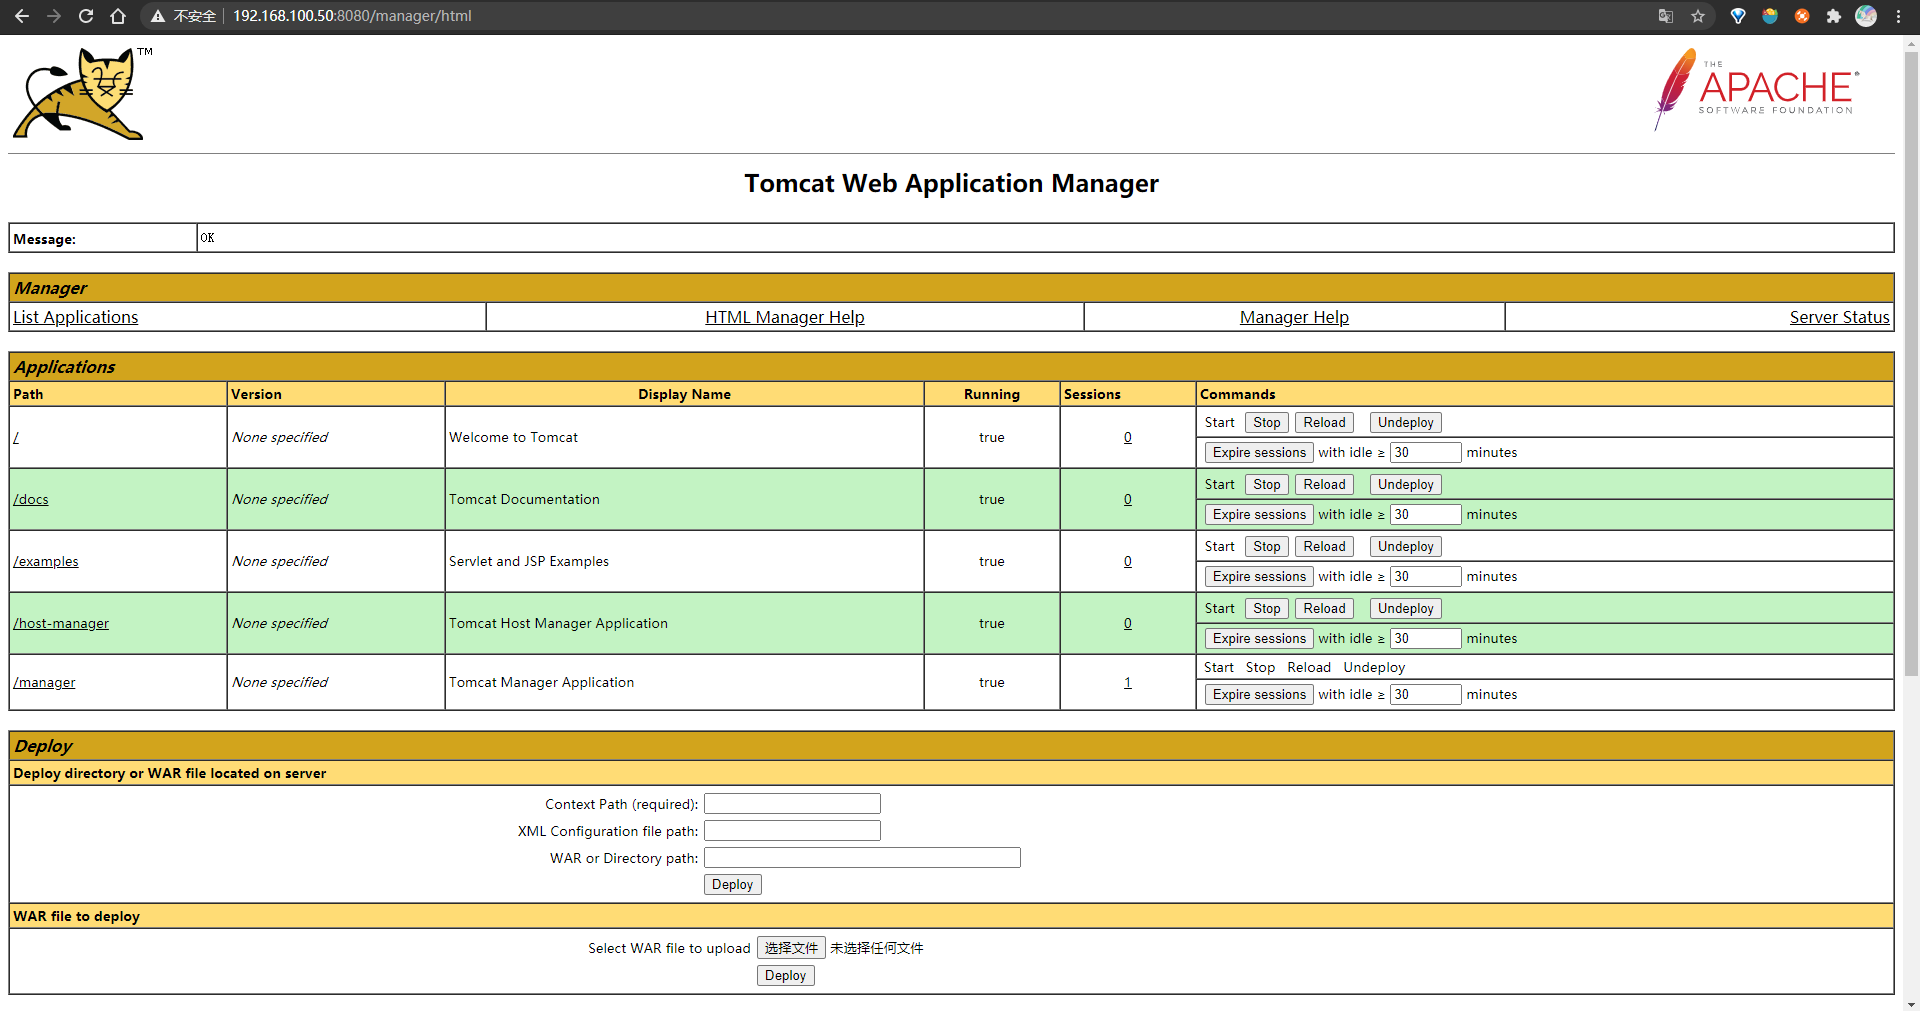 不安全 192.168.100.50:8080/manager/html
TM
THE
APACHE®
SOFTWARE FOUNDATION
Tomcat Web Application Manager
Message: OK
Manager
List Applications HTML Manager Help Manager Help Server Status
Applications
Path Version Display Name Running Sessions Commands
/ None specified Welcome to Tomcat true 0 Start Stop Reload Undeploy
Expire sessions with idle ≥ 30 minutes
/docs None specified Tomcat Documentation true 0 Start Stop Reload Undeploy
Expire sessions with idle ≥ 30 minutes
/examples None specified Servlet and JSP Examples true 0 Start Stop Reload Undeploy
Expire sessions with idle ≥ 30 minutes
/host-manager None specified Tomcat Host Manager Application true 0 Start Stop Reload Undeploy
Expire sessions with idle ≥ 30 minutes
/manager None specified Tomcat Manager Application true 1 Start Stop Reload Undeploy
Expire sessions with idle ≥ 30 minutes
Deploy
Deploy directory or WAR file located on server
Context Path (required):
XML Configuration file path:
WAR or Directory path:
Deploy
WAR file to deploy
Select WAR file to upload 选择文件 未选择任何文件
Deploy